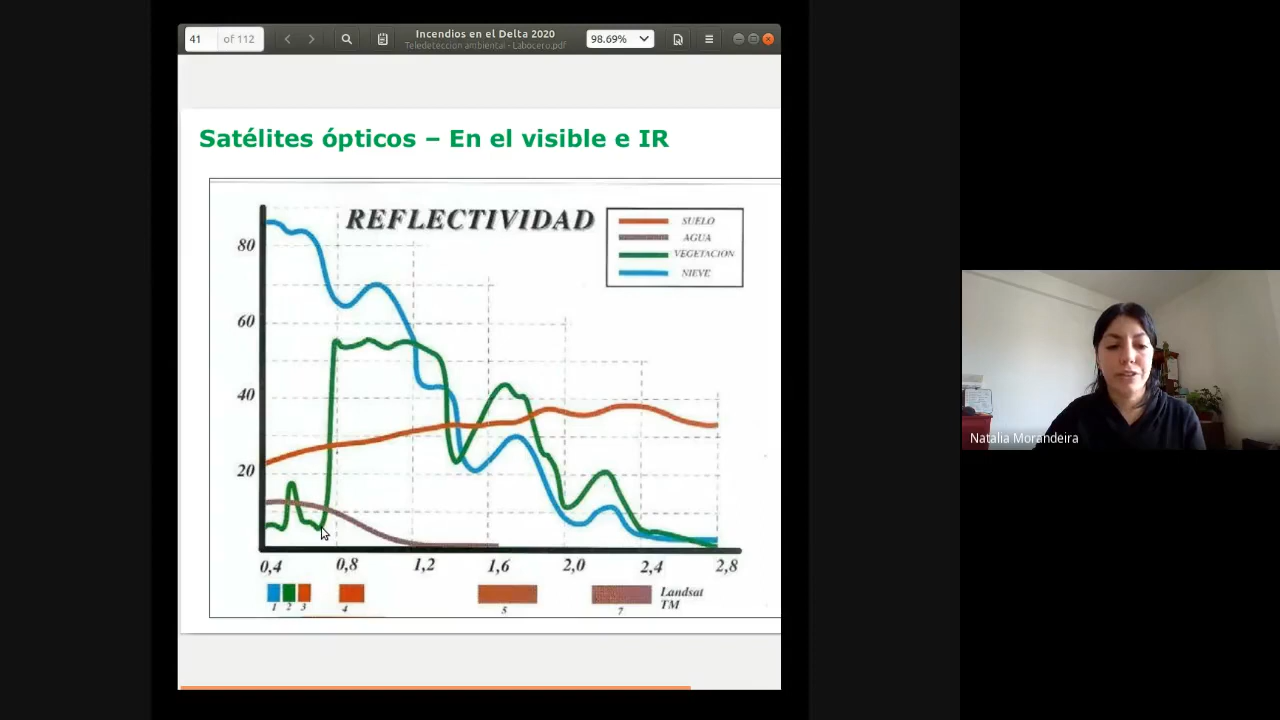 41 of 112
Incendios en el Delta 2020
Teledeteccion ambiental - Labocero.pdf
98.69%
Satélites ópticos – En el visible e IR
REFLECTIVIDAD
SUELO
AGUA
VEGETACION
NIEVE
80
60
40
20
0,4 0,8 1,2 1,6 2,0 2,4 2,8
1 2 3 4 5 7
Landsat
TM
Natalia Morandeira